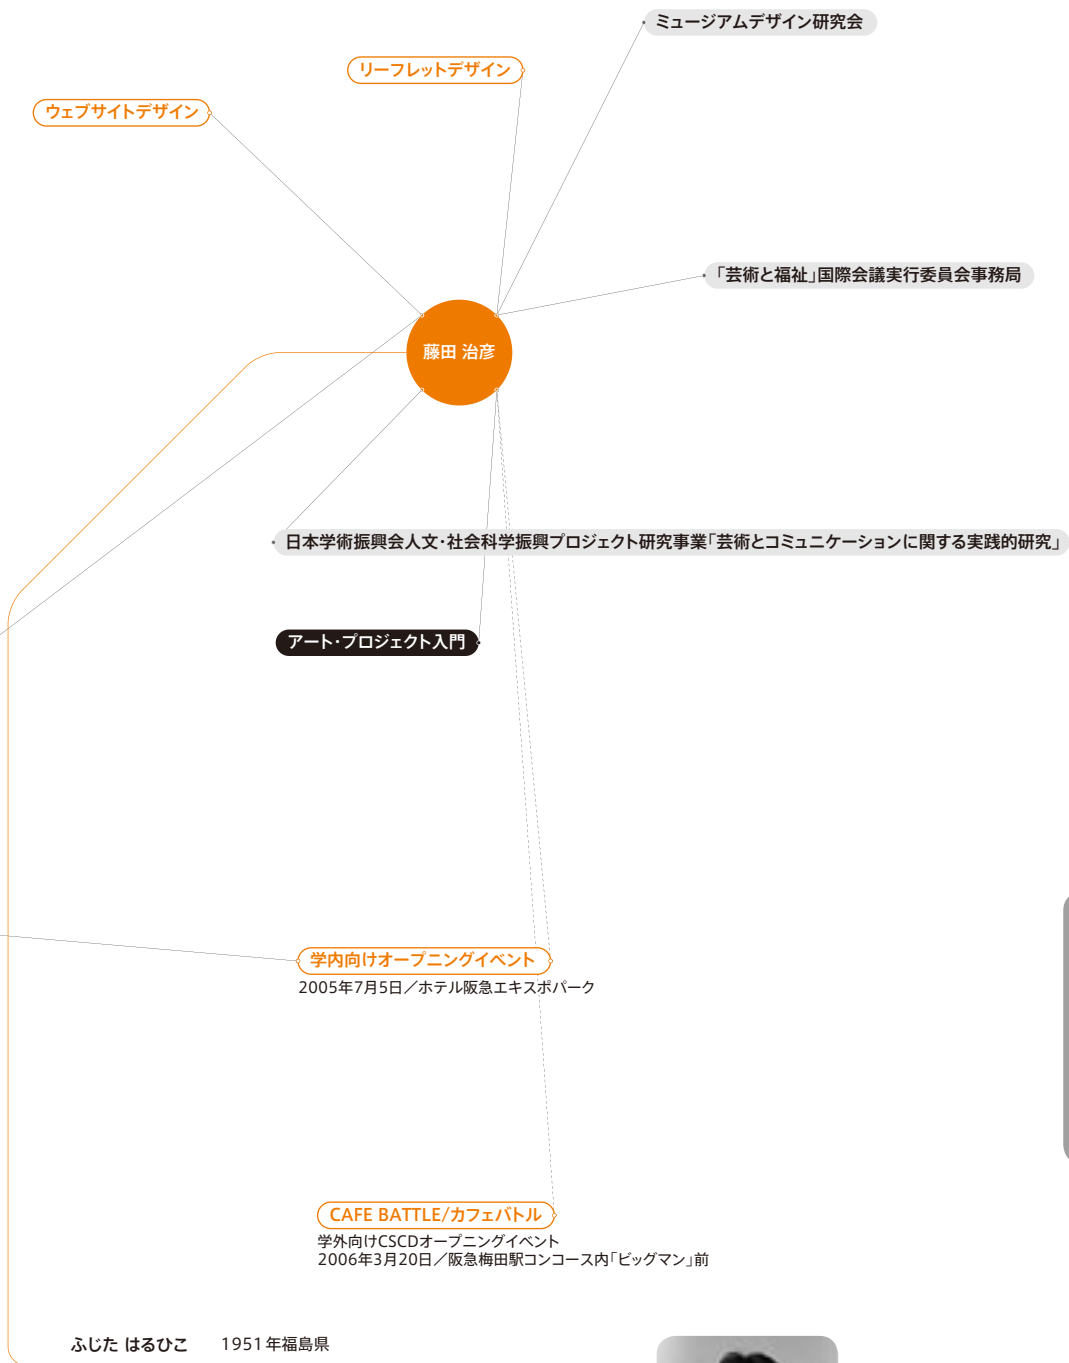 ミュージアムデザイン研究会
リーフレットデザイン
ウェブサイトデザイン
「芸術と福祉」国際会議実行委員会事務局
藤田 治彦
日本学術振興会人文・社会科学振興プロジェクト研究事業「芸術とコミュニケーションに関する実践的研究」
アート・プロジェクト入門
学内向けオープニングイベント
2005年7月5日／ホテル阪急エキスポパーク
CAFE BATTLE/カフェバトル
学外向けCSCDオープニングイベント
2006年3月20日／阪急梅田駅コンコース内「ビッグマン」前
ふじた はるひこ 1951年福島県